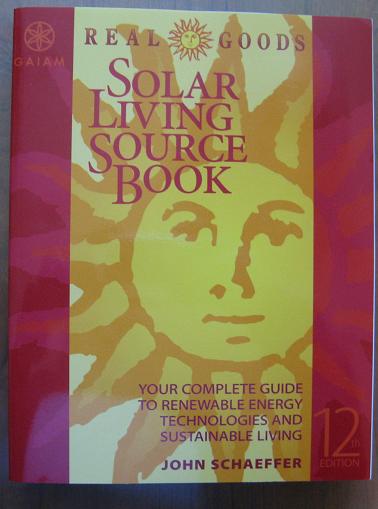 REAL GOODS
GAIAM
SOLAR
LIVING
SOURCE
BOOK
YOUR COMPLETE GUIDE
TO RENEWABLE ENERGY
TECHNOLOGIES AND
SUSTAINABLE LIVING
12th
EDITION
JOHN SCHAEFFER